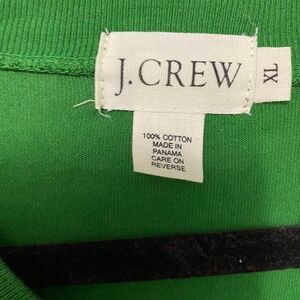 J.CREW
XL
100% COTTON
MADE IN
PANAMA
CARE ON
REVERSE